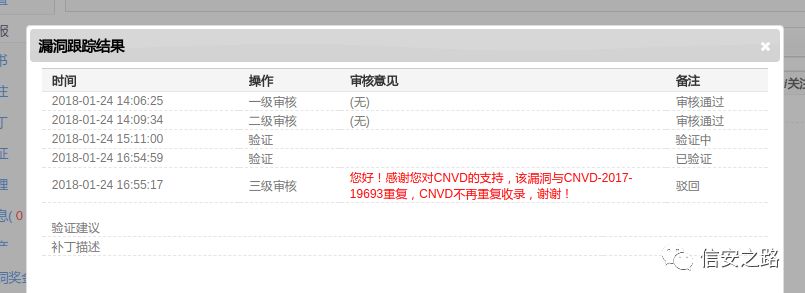 报
漏洞跟踪结果
时间 操作 审核意见 备注
2018-01-24 14:06:25 一级审核 (无) 审核通过
2018-01-24 14:09:34 二级审核 (无) 审核通过
2018-01-24 15:11:00 验证 验证中
2018-01-24 16:54:59 验证 已验证
2018-01-24 16:55:17 三级审核 您好！感谢您对CNVD的支持，该漏洞与CNVD-2017-
19693重复，CNVD不再重复收录，谢谢！ 驳回
验证建议
补丁描述
书
注
丁
证
理
息( 0
洞奖金
/关注
信安之路